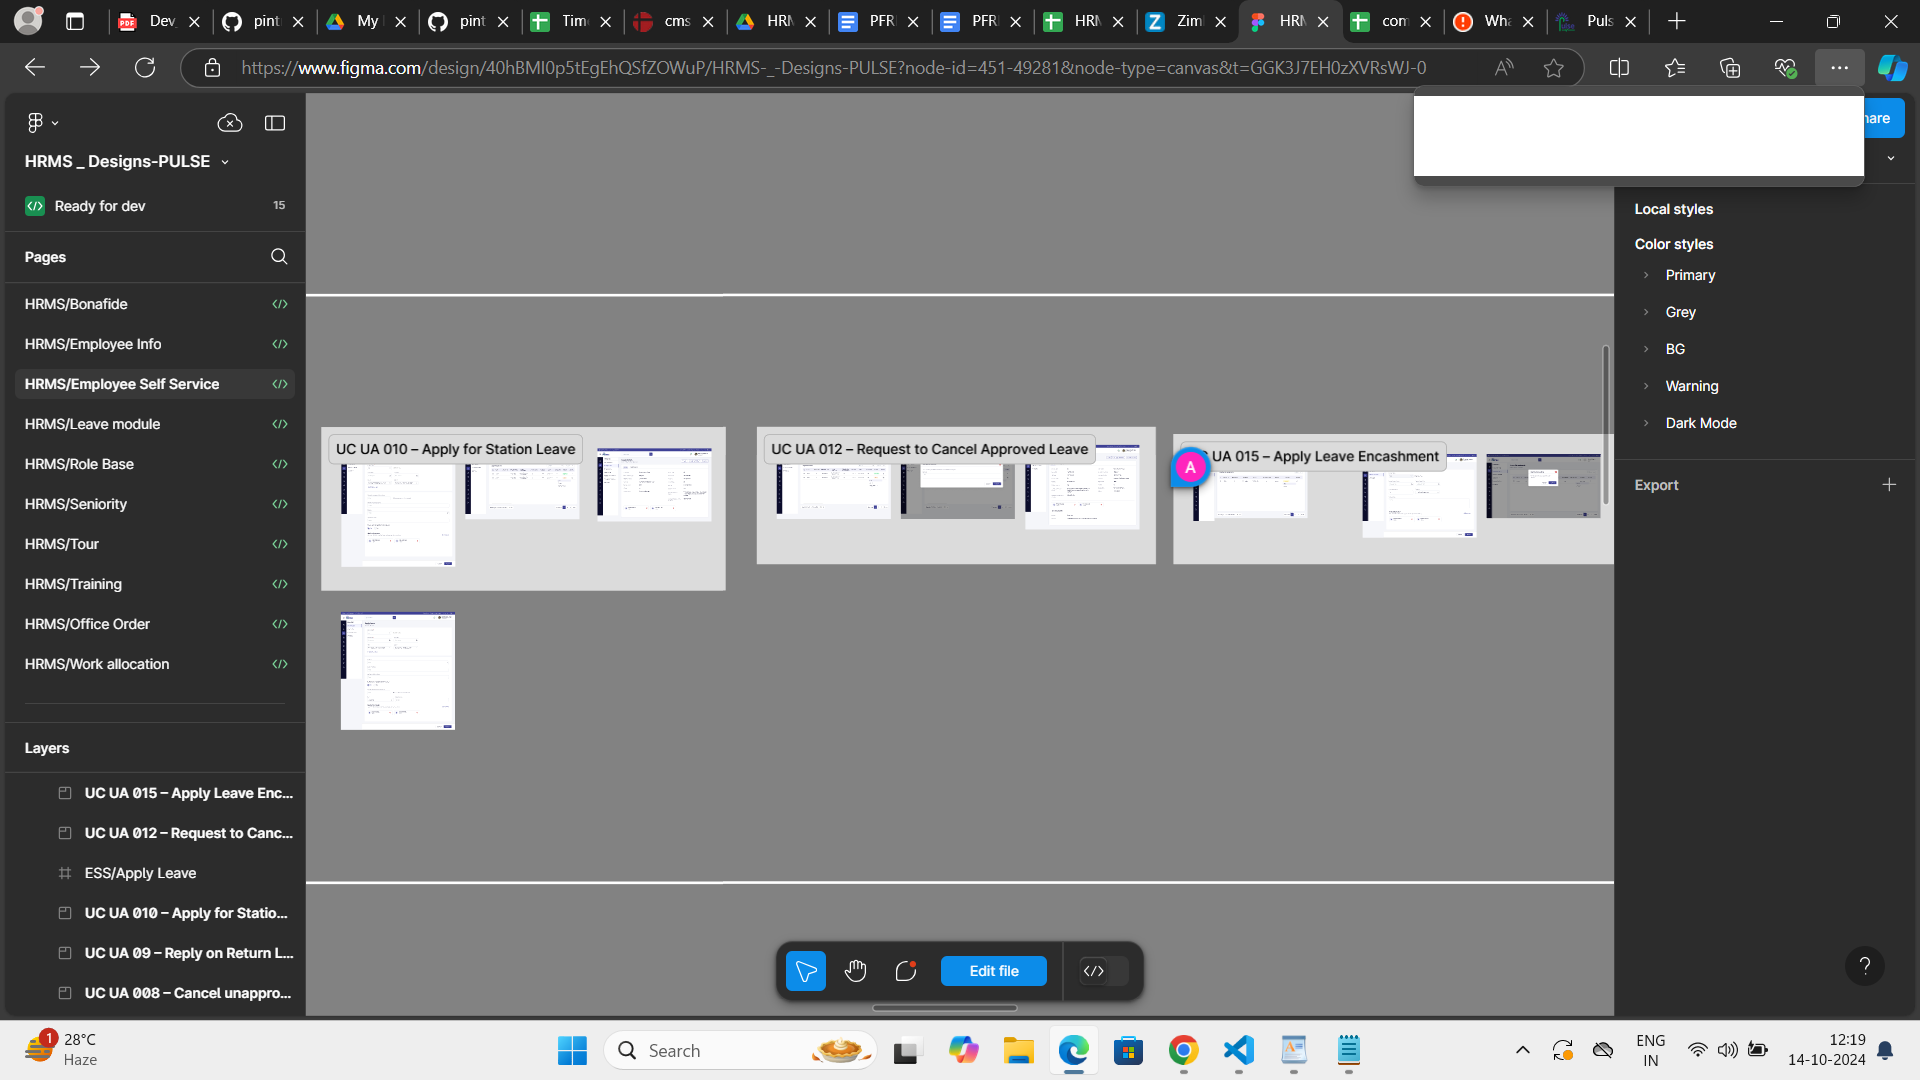 Dev
pint
My
pint
Time
cms
HRM
PFRI
PFRI
HRM
Zim
HRM
com
Wha
Puls
https://www.figma.com/design/40hBMI0p5tEgEhQSfZOWuP/HRMS-_-Designs-PULSE?node-id=451-49281&node-type=canvas&t=GGK3J7EH0zXVRsWJ-0
hare
HRMS _ Designs-PULSE
Ready for dev
15
Pages
HRMS/Bonafide
HRMS/Employee Info
HRMS/Employee Self Service
HRMS/Leave module
HRMS/Role Base
HRMS/Seniority
HRMS/Tour
HRMS/Training
HRMS/Office Order
HRMS/Work allocation
Layers
UC UA 015 – Apply Leave Enc...
UC UA 012 – Request to Canc...
ESS/Apply Leave
UC UA 010 – Apply for Statio...
UC UA 09 – Reply on Return L...
UC UA 008 – Cancel unappro...
UC UA 010 – Apply for Station Leave
UC UA 012 – Request to Cancel Approved Leave
A
UA 015 – Apply Leave Encashment
Edit file
Local styles
Color styles
Primary
Grey
BG
Warning
Dark Mode
Export
?
1
28°C
Haze
Search
ENG
IN
12:19
14-10-2024